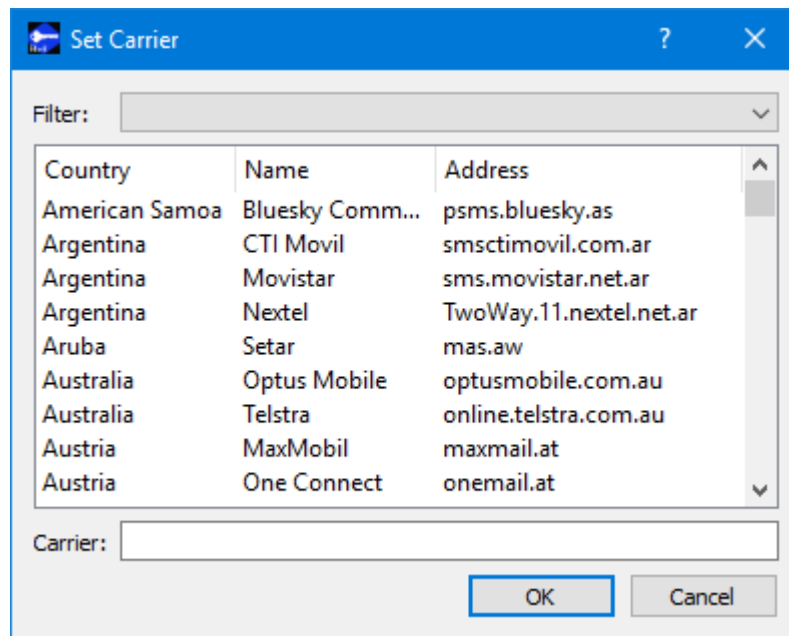 Set Carrier
Filter:
Country Name Address
American Samoa Bluesky Comm... psms.bluesky.as
Argentina CTI Movil smsctimovil.com.ar
Argentina Movistar sms.movistar.net.ar
Argentina Nextel TwoWay.11.nextel.net.ar
Aruba Setar mas.aw
Australia Optus Mobile optusmobile.com.au
Australia Telstra online.telstra.com.au
Austria MaxMobil maxmail.at
Austria One Connect onemail.at
Carrier:
OK Cancel